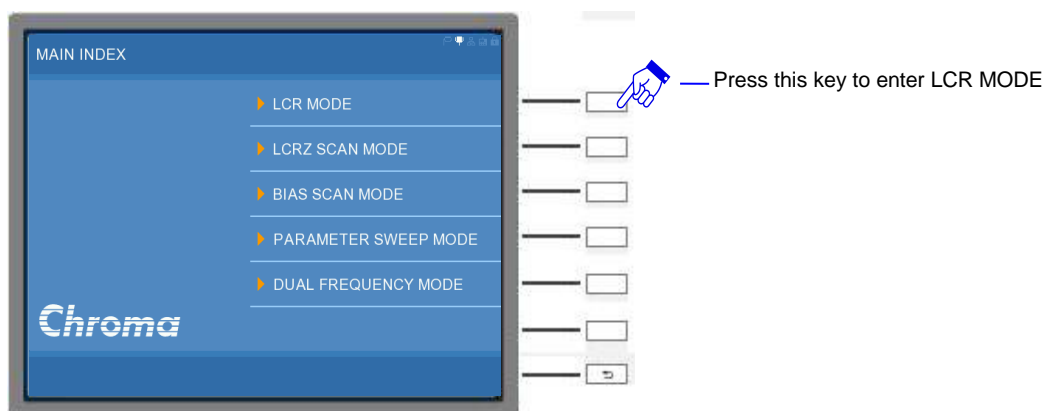 MAIN INDEX
Press this key to enter LCR MODE
LCR MODE
LCRZ SCAN MODE
BIAS SCAN MODE
PARAMETER SWEEP MODE
DUAL FREQUENCY MODE
Chroma